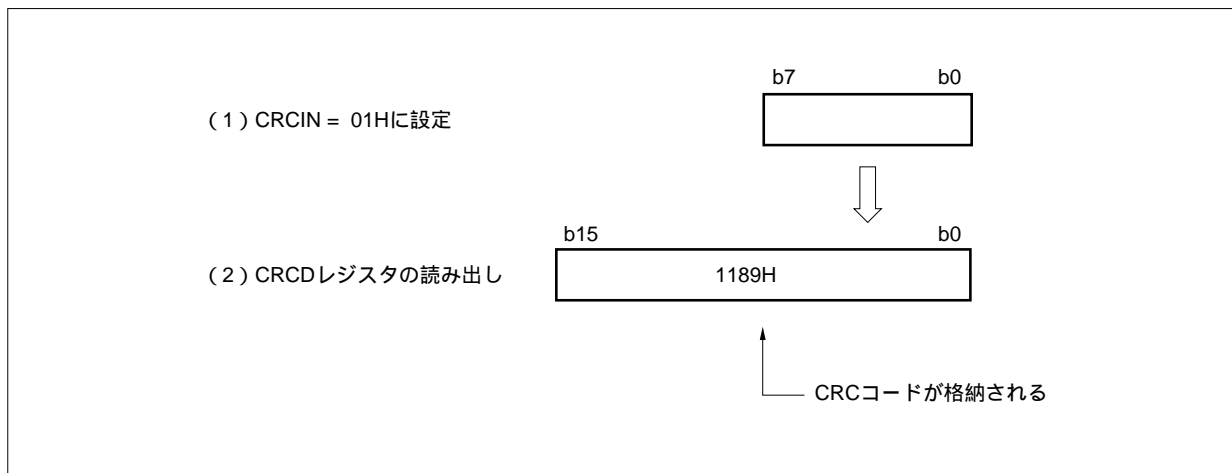 b7 b0
（1）CRCIN = 01Hに設定
b15 b0
（2）CRCDレジスタの読み出し 1189H
CRCコードが格納される